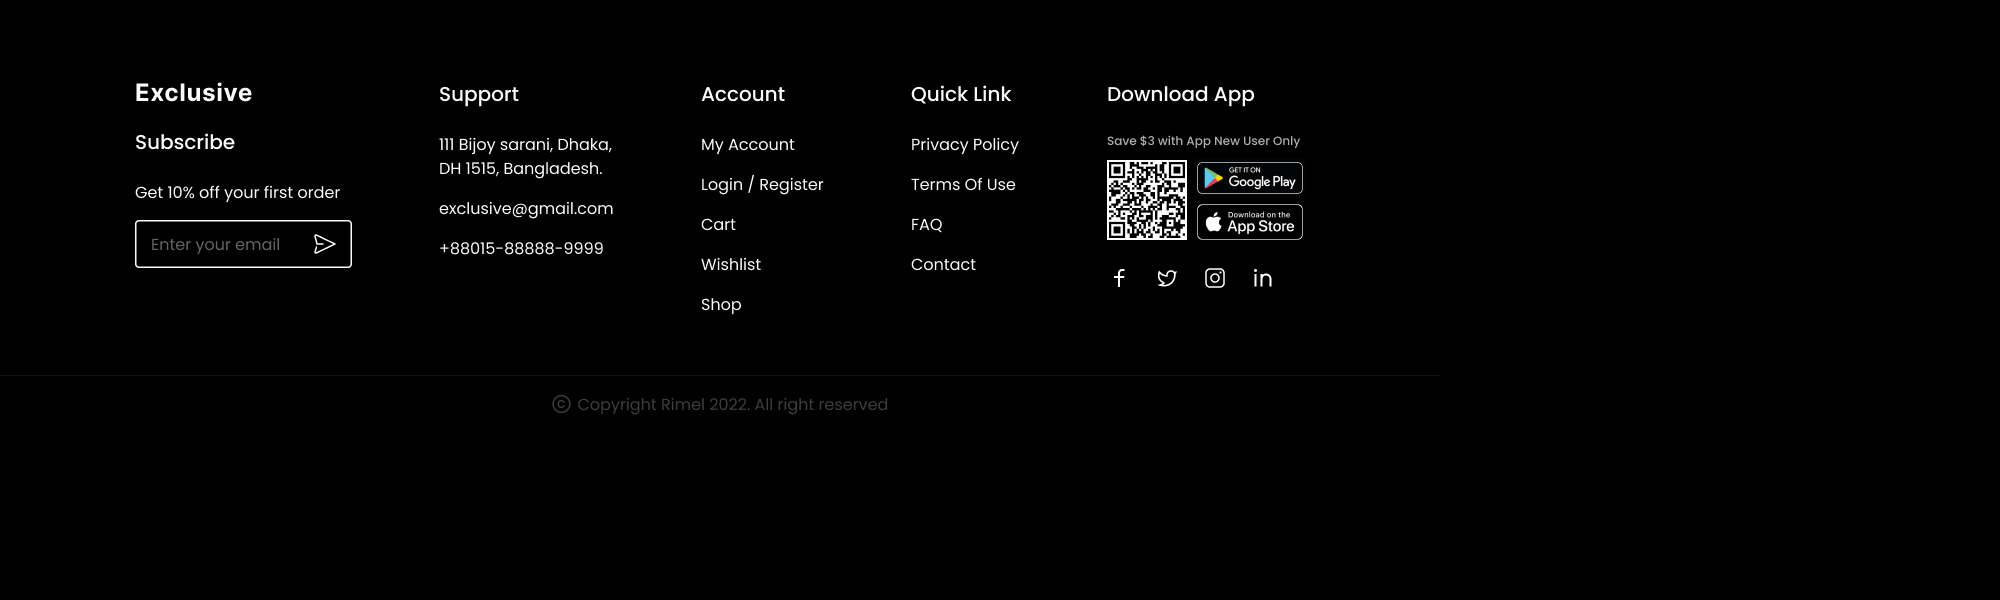 Exclusive
Subscribe
Get 10% off your first order
Enter your email
Support
111 Bijoy sarani, Dhaka,
DH 1515, Bangladesh.
exclusive@gmail.com
+88015-88888-9999
Account
My Account
Login / Register
Cart
Wishlist
Shop
Quick Link
Privacy Policy
Terms Of Use
FAQ
Contact
Download App
Save $3 with App New User Only
GET IT ON
Google Play
Download on the
App Store
© Copyright Rimel 2022. All right reserved